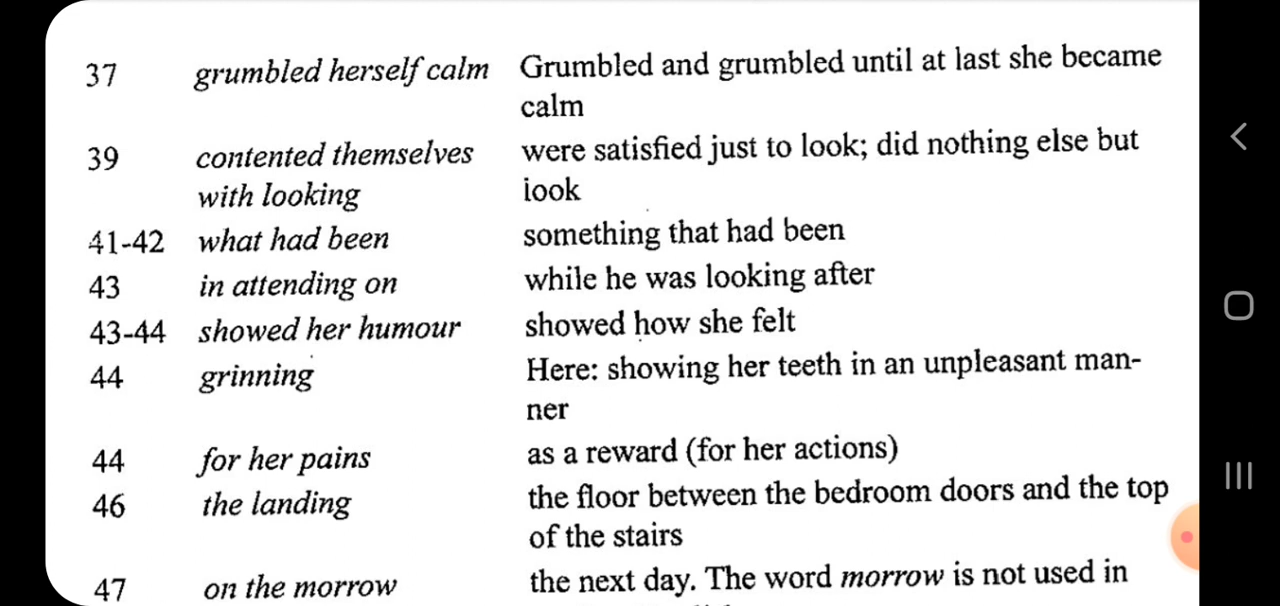 37 grumbled herself calm Grumbled and grumbled until at last she became
calm
39 contented themselves were satisfied just to look; did nothing else but
with looking iook
41-42 what had been something that had been
43 in attending on while he was looking after
43-44 showed her humour showed how she felt
44 grinning Here: showing her teeth in an unpleasant man-
ner
44 for her pains as a reward (for her actions)
46 the landing the floor between the bedroom doors and the top
of the stairs
47 on the morrow the next day. The word morrow is not used in